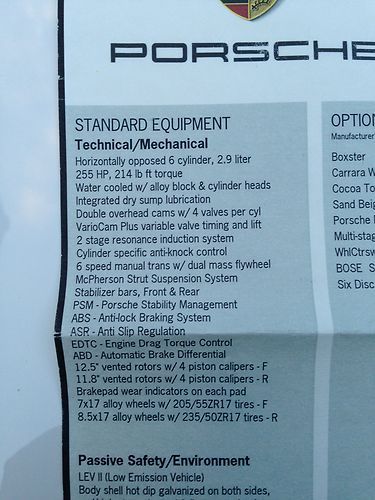 PORSCHE
STANDARD EQUIPMENT
Technical/Mechanical
Horizontally opposed 6 cylinder, 2.9 liter
255 HP, 214 lb ft torque
Water cooled w/ alloy block & cylinder heads
Integrated dry sump lubrication
Double overhead cams w/ 4 valves per cyl
VarioCam Plus variable valve timing and lift
2 stage resonance induction system
Cylinder specific anti-knock control
6 speed manual trans w/ dual mass flywheel
McPherson Strut Suspension System
Stabilizer bars, Front & Rear
PSM - Porsche Stability Management
ABS - Anti-lock Braking System
ASR - Anti Slip Regulation
EDTC - Engine Drag Torque Control
ABD - Automatic Brake Differential
12.5" vented rotors w/ 4 piston calipers - F
11.8" vented rotors w/ 4 piston calipers - R
Brakepad wear indicators on each pad
7x17 alloy wheels w/ 205/55ZR17 tires - F
8.5x17 alloy wheels w/ 235/50ZR17 tires - R
Passive Safety/Environment
LEV II (Low Emission Vehicle)
Body shell hot dip galvanized on both sides,
OPTION
Manufacturer'
Boxster
Carrara W
Cocoa To
Sand Beig
Porsche
Multi-stag
WhlCtrsw
BOSE S
Six Disc